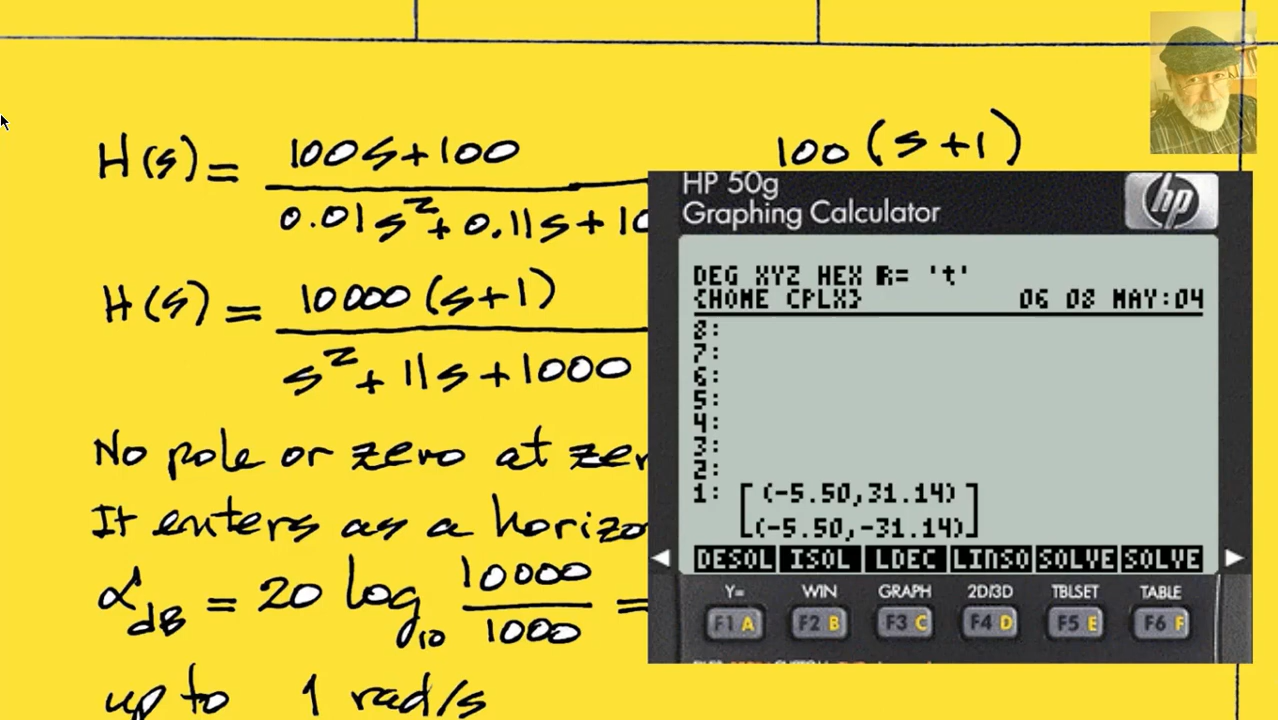 H(s) = 100s+100 / 0.01s²+0.11s+10
100(s+1)
H(s) = 10000(s+1) / s²+11s+1000
No pole or zero at zer
It enters as a horizo
αdB = 20 log10 10000/1000 =
up to 1 rad/s
HP 50g
Graphing Calculator
hp
DEG XYZ HEX R= 't'
{HOME CPLX} 06 08 MAY:04
8:
7:
6:
5:
4:
3:
2:
1: [(-5.50,31.14)
(-5.50,-31.14)]
DESOL ISOL LDEC LINSO SOLVE SOLVE
Y= WIN GRAPH 2D/3D TBLSET TABLE
F1 A F2 B F3 C F4 D F5 E F6 F